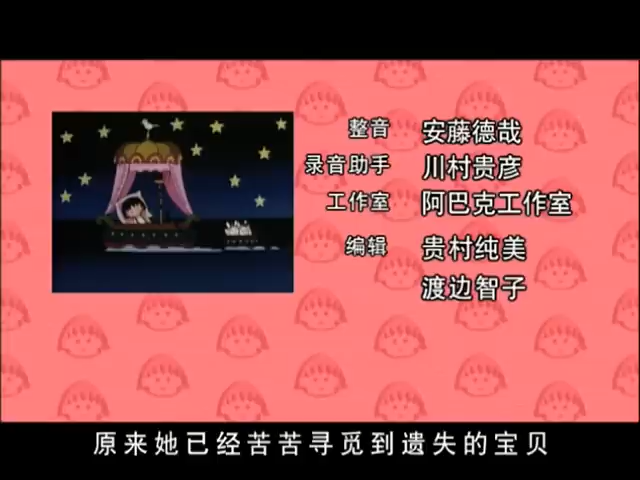 整音 安藤德哉
录音助手 川村贵彦
工作室 阿巴克工作室
编辑 贵村纯美
渡边智子
原来她已经苦苦寻觅到遗失的宝贝